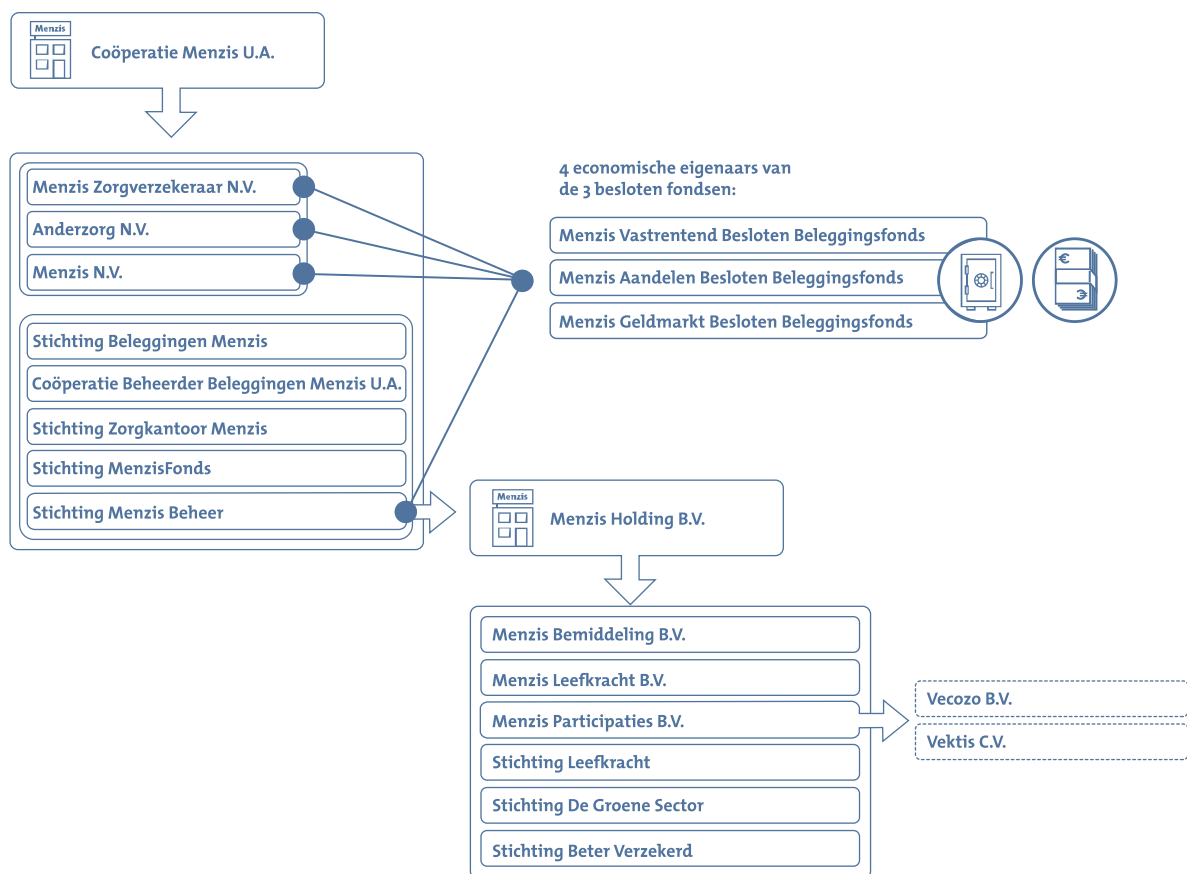 Menzis
Coöperatie Menzis U.A.
Menzis Zorgverzekeraar N.V.
Anderzorg N.V.
Menzis N.V.
4 economische eigenaars van
de 3 besloten fondsen:
Menzis Vastrentend Besloten Beleggingsfonds
Menzis Aandelen Besloten Beleggingsfonds
Menzis Geldmarkt Besloten Beleggingsfonds
€
€
Stichting Beleggingen Menzis
Coöperatie Beheerder Beleggingen Menzis U.A.
Stichting Zorgkantoor Menzis
Stichting MenzisFonds
Stichting Menzis Beheer
Menzis
Menzis Holding B.V.
Menzis Bemiddeling B.V.
Menzis Leefkracht B.V.
Menzis Participaties B.V.
Stichting Leefkracht
Stichting De Groene Sector
Stichting Beter Verzekerd
Vecozo B.V.
Vektis C.V.